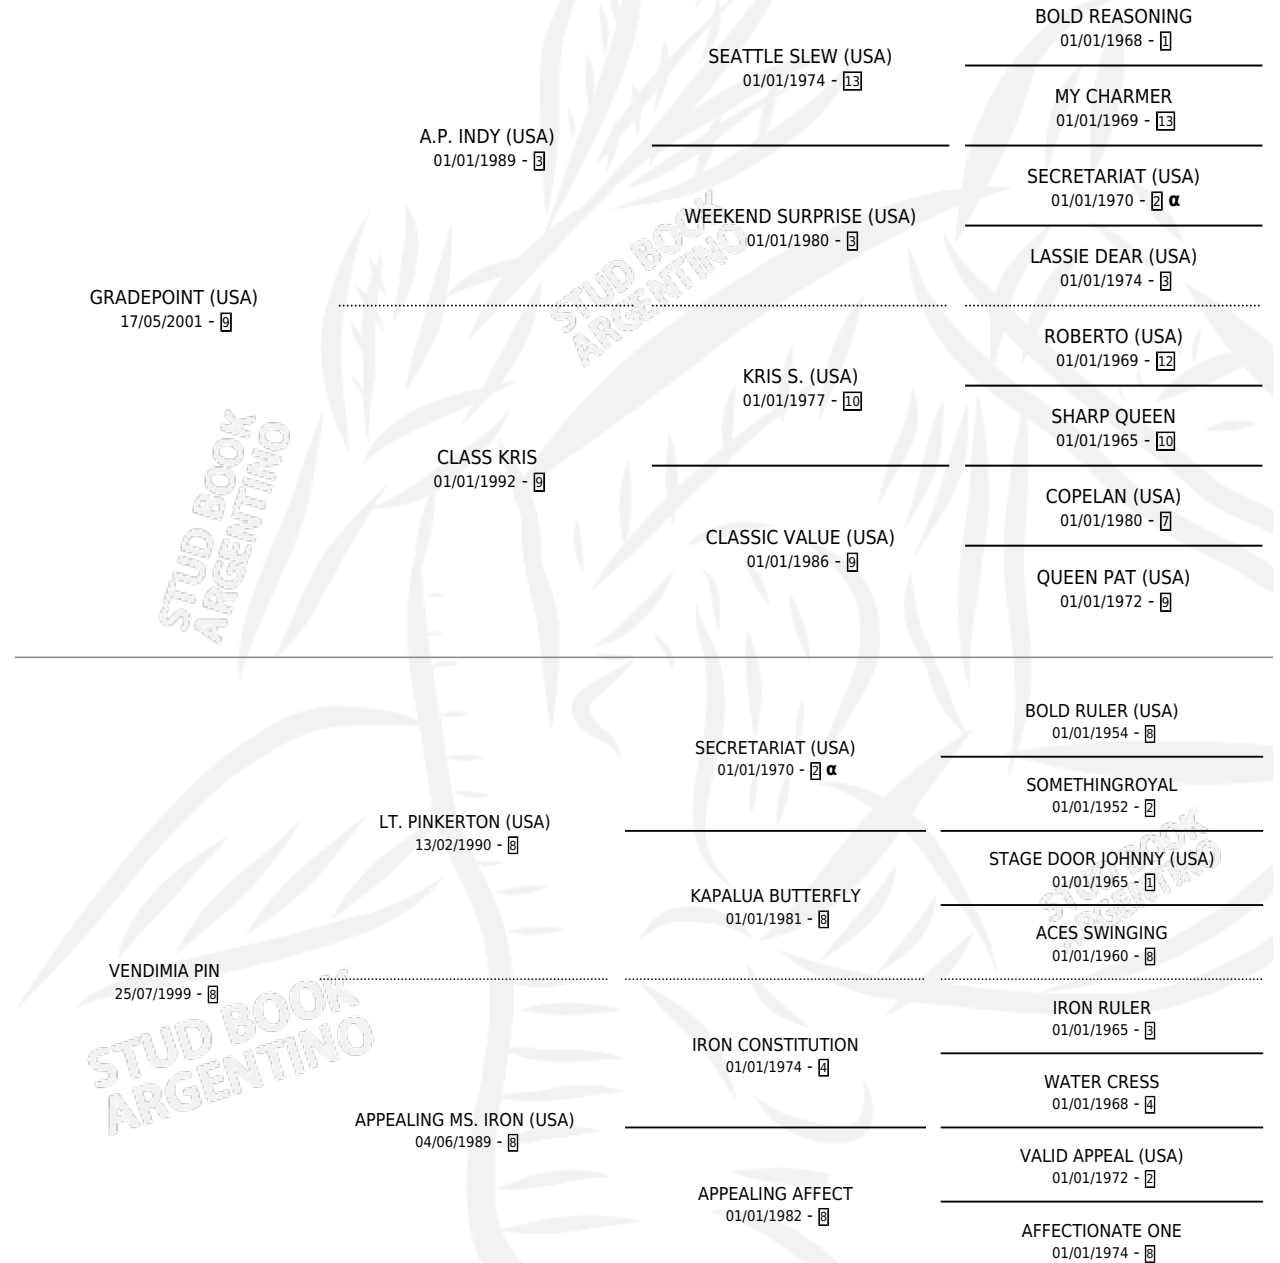 BOLD REASONING
01/01/1968 - 1
SEATTLE SLEW (USA)
01/01/1974 - 13
MY CHARMER
01/01/1969 - 13
A.P. INDY (USA)
01/01/1989 - 3
SECRETARIAT (USA)
01/01/1970 - 2 α
WEEKEND SURPRISE (USA)
01/01/1980 - 3
LASSIE DEAR (USA)
01/01/1974 - 3
STUD BOOK
ARGENTINO
GRADEPOINT (USA)
17/05/2001 - 9
ROBERTO (USA)
01/01/1969 - 12
KRIS S. (USA)
01/01/1977 - 10
SHARP QUEEN
01/01/1965 - 10
CLASS KRIS
01/01/1992 - 9
COPELAN (USA)
01/01/1980 - 7
CLASSIC VALUE (USA)
01/01/1986 - 9
QUEEN PAT (USA)
01/01/1972 - 9
STUD BOOK
ARGENTINO
BOLD RULER (USA)
01/01/1954 - 8
SECRETARIAT (USA)
01/01/1970 - 2 α
SOMETHINGROYAL
01/01/1952 - 2
LT. PINKERTON (USA)
13/02/1990 - 8
STAGE DOOR JOHNNY (USA)
01/01/1965 - 1
KAPALUA BUTTERFLY
01/01/1981 - 8
ACES SWINGING
01/01/1960 - 8
STUD BOOK
ARGENTINO
VENDIMIA PIN
25/07/1999 - 8
IRON RULER
01/01/1965 - 3
IRON CONSTITUTION
01/01/1974 - 4
WATER CRESS
01/01/1968 - 4
STUD BOOK
ARGENTINO
APPEALING MS. IRON (USA)
04/06/1989 - 8
VALID APPEAL (USA)
01/01/1972 - 2
APPEALING AFFECT
01/01/1982 - 8
AFFECTIONATE ONE
01/01/1974 - 8